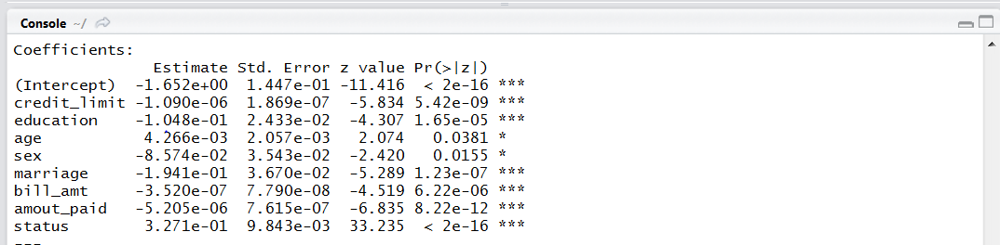 Console ~/
Coefficients:
Estimate Std. Error z value Pr(>|z|)
(Intercept) -1.652e+00 1.447e-01 -11.416 < 2e-16 ***
credit_limit -1.090e-06 1.869e-07 -5.834 5.42e-09 ***
education -1.048e-01 2.433e-02 -4.307 1.65e-05 ***
age 4.266e-03 2.057e-03 2.074 0.0381 *
sex -8.574e-02 3.543e-02 -2.420 0.0155 *
marriage -1.941e-01 3.670e-02 -5.289 1.23e-07 ***
bill_amt -3.520e-07 7.790e-08 -4.519 6.22e-06 ***
amout_paid -5.205e-06 7.615e-07 -6.835 8.22e-12 ***
status 3.271e-01 9.843e-03 33.235 < 2e-16 ***
---